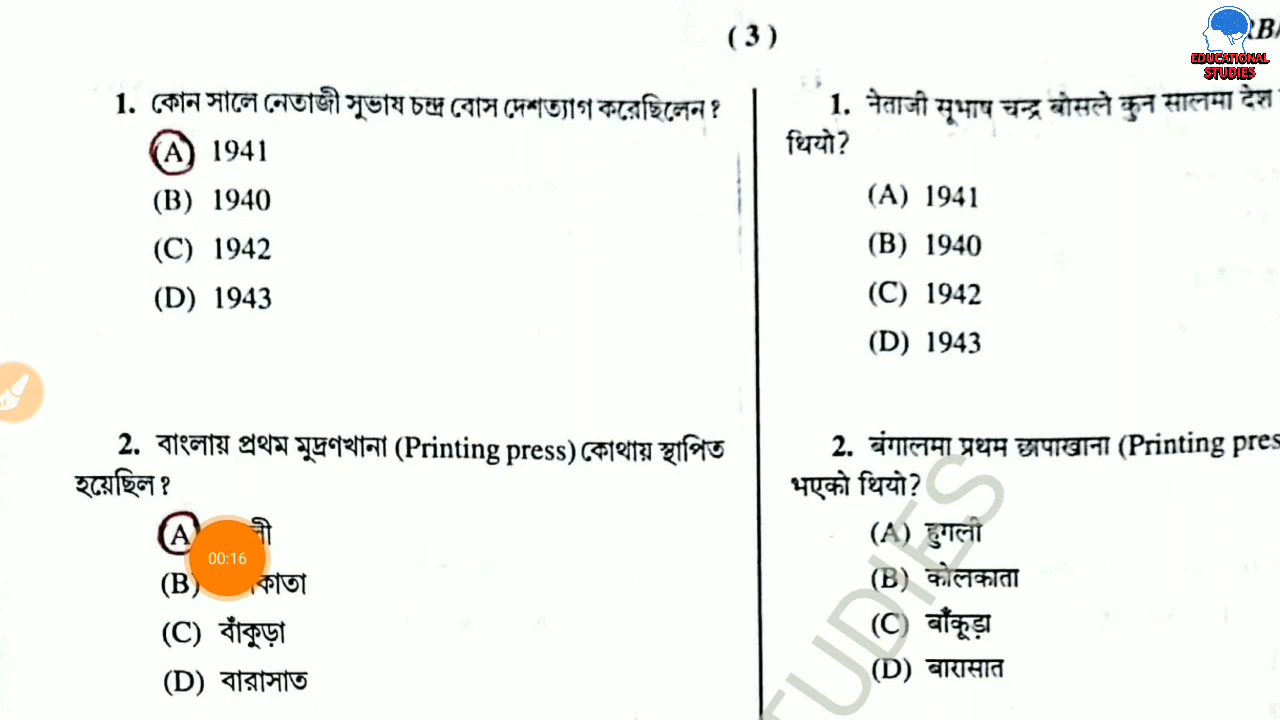 ( 3 )
EDUCATIONAL
STUDIES
1. কোন সালে নেতাজী সুভাষ চন্দ্র বোস দেশত্যাগ করেছিলেন ?
(A) 1941
(B) 1940
(C) 1942
(D) 1943
2. বাংলায় প্রথম মুদ্রণখানা (Printing press) কোথায় স্থাপিত
হয়েছিল ?
A
(B)
(C) বাঁকুড়া
(D) বারাসাত
00:16
1. नेताजी सूभाष चन्द्र बोसले कुन सालमा देश
थियो?
(A) 1941
(B) 1940
(C) 1942
(D) 1943
2. बंगालमा प्रथम छापाखाना (Printing
भएको थियो?
(A) हुगली
(B) कोलकाता
(C) बाँकूड़ा
(D) बारासात
STUDIES